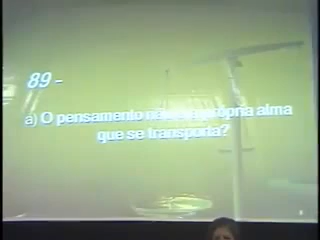 89 -
a) O pensamento não é a própria alma
que se transporta?